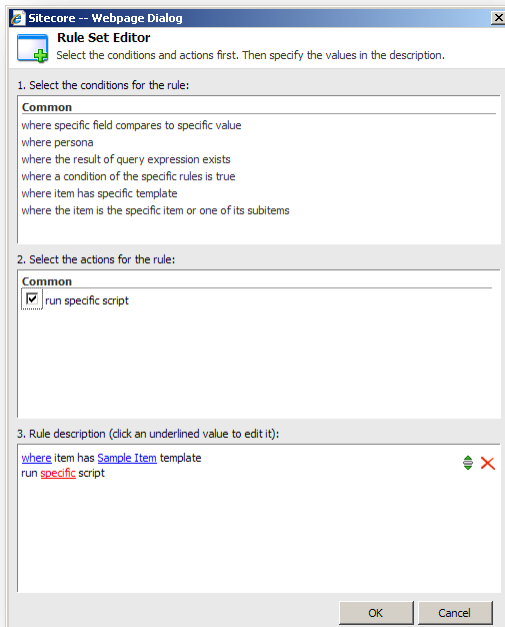 Sitecore -- Webpage Dialog
Rule Set Editor
Select the conditions and actions first. Then specify the values in the description.
1. Select the conditions for the rule:
Common
where specific field compares to specific value
where persona
where the result of query expression exists
where a condition of the specific rules is true
where item has specific template
where the item is the specific item or one of its subitems
2. Select the actions for the rule:
Common
run specific script
3. Rule description (click an underlined value to edit it):
where item has Sample Item template
run specific script
OK Cancel